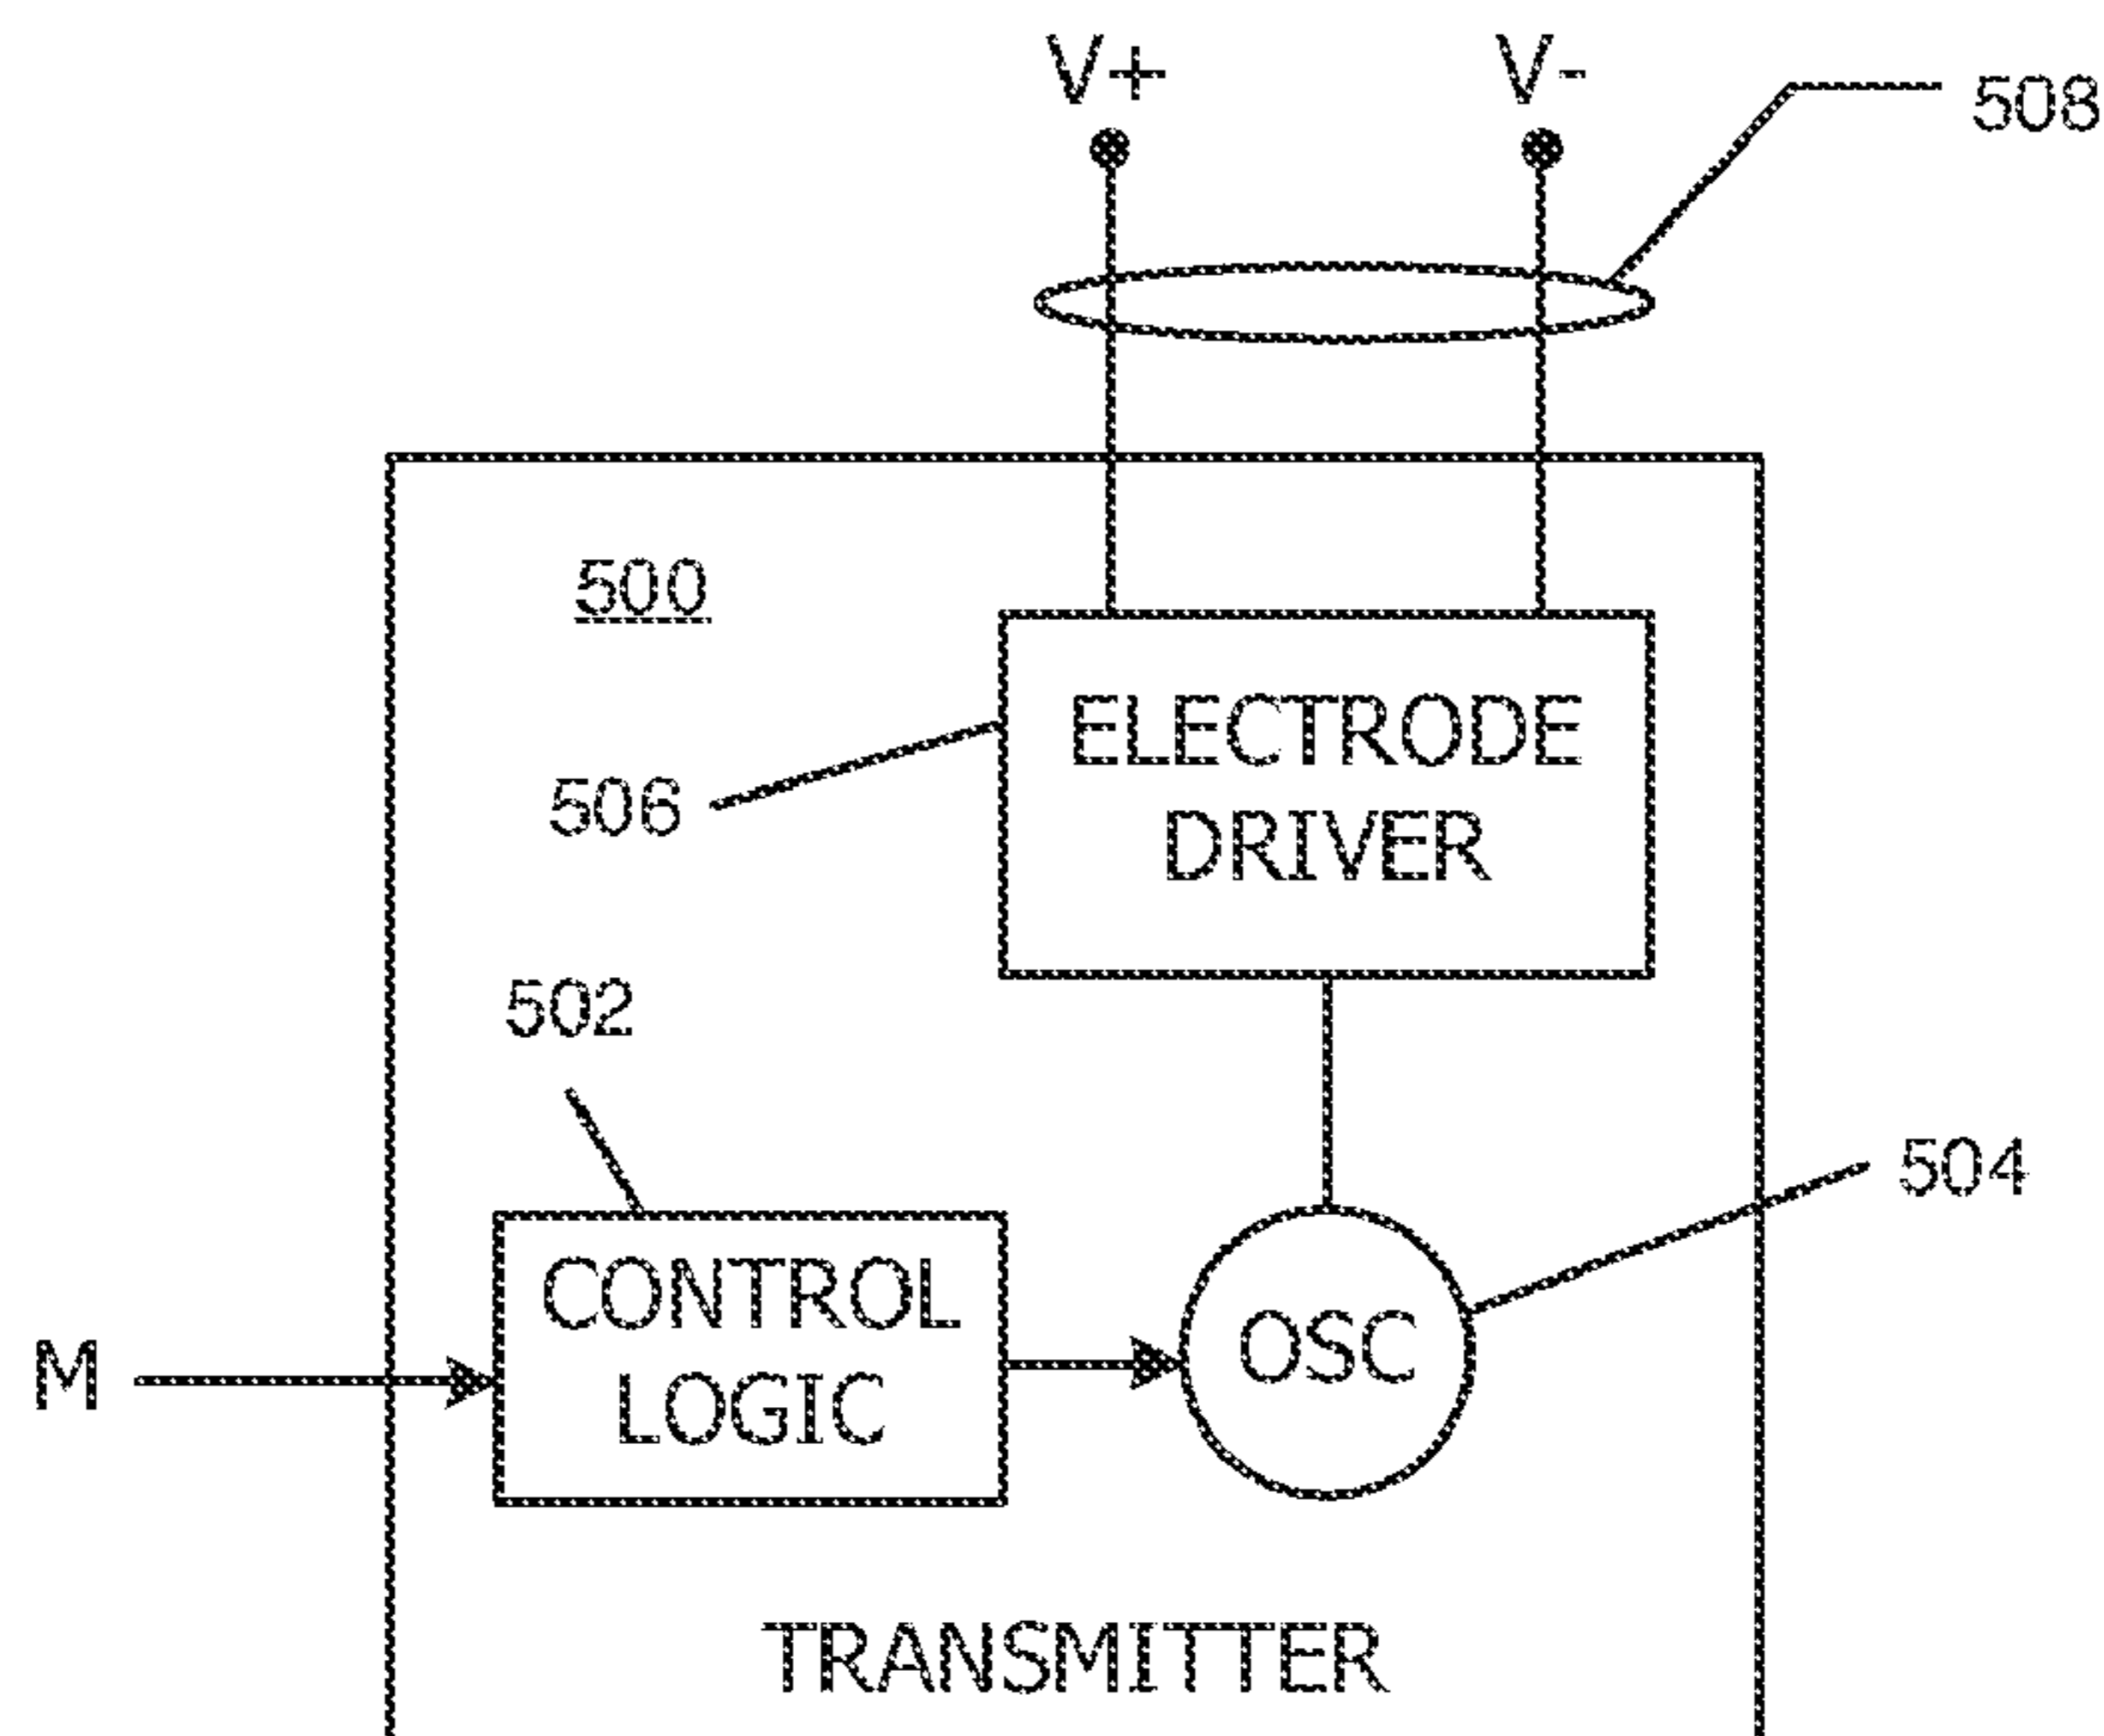 V+
V-
508
500
ELECTRODE
DRIVER
506
502
504
CONTROL
LOGIC
OSC
M
TRANSMITTER